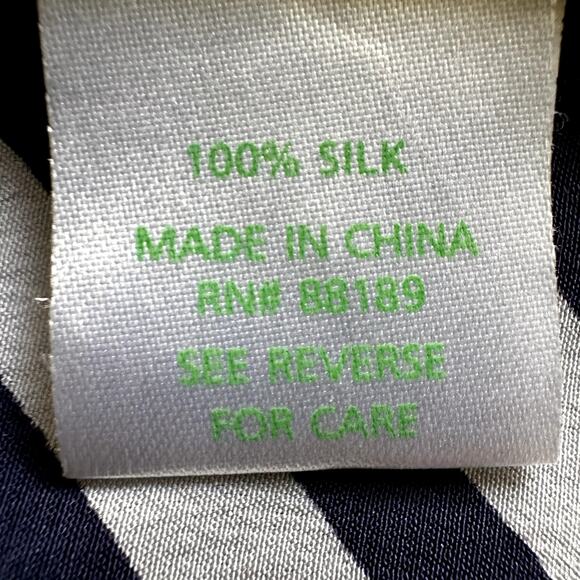 100% SILK
MADE IN CHINA
RN# 88189
SEE REVERSE
FOR CARE